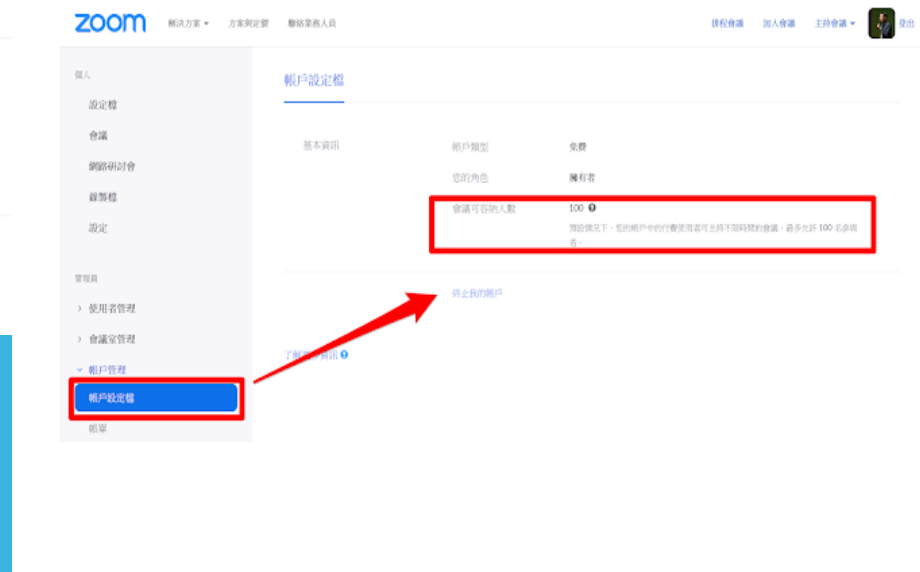 zoom 解決方案 方案與定價 聯絡業務人員 排程會議 加入會議 主持會議 登出
個人
設定檔
會議
網路研討會
錄製檔
設定
管理員
使用者管理
會議室管理
帳戶管理
帳戶設定檔
帳單
帳戶設定檔
基本資訊
帳戶類型 免費
您的角色 擁有者
會議可容納人數 100
預設情況下，您的帳戶中的付費使用者可主持不限時間的會議，最多允許 100 名參與
者。
終止我的帳戶
了解 資訊